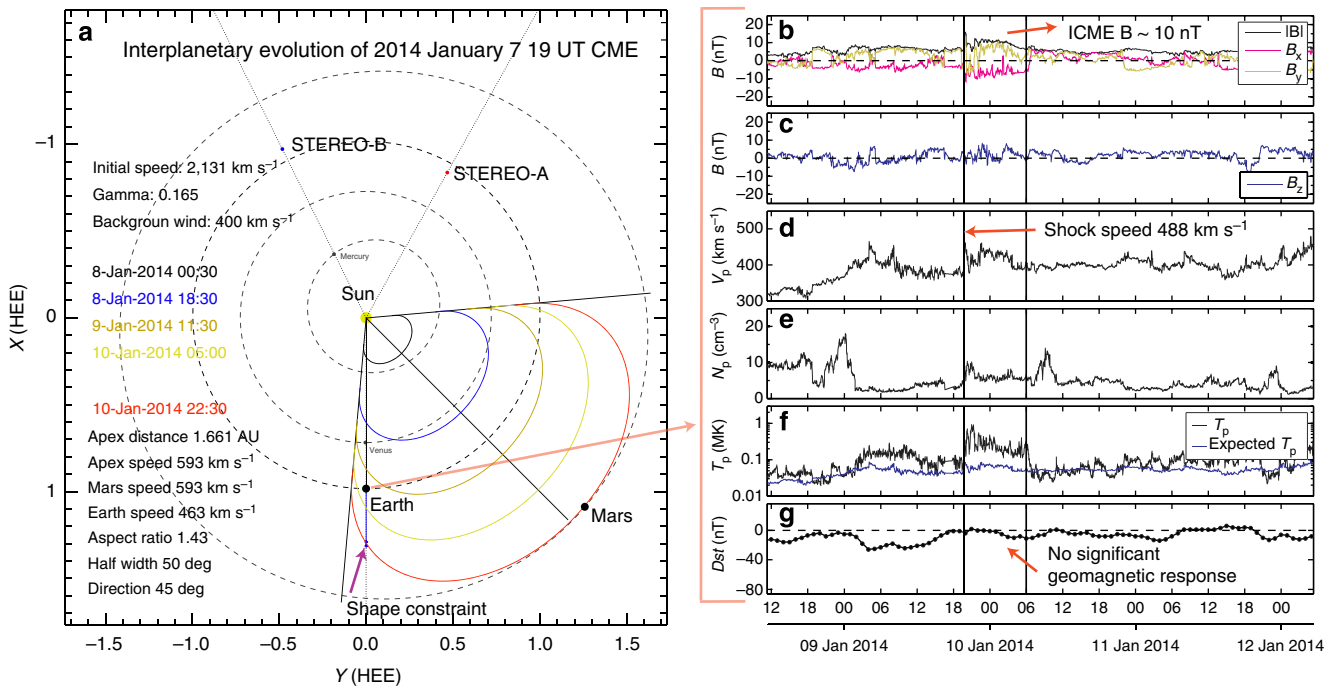 a
Interplanetary evolution of 2014 January 7 19 UT CME
STEREO-B
STEREO-A
Initial speed: 2,131 km s⁻¹
Gamma: 0.165
Backgroun wind: 400 km s⁻¹
Mercury
Sun
8-Jan-2014 00:30
8-Jan-2014 18:30
9-Jan-2014 11:30
10-Jan-2014 05:00
10-Jan-2014 22:30
Apex distance 1.661 AU
Apex speed 593 km s⁻¹
Mars speed 593 km s⁻¹
Earth speed 463 km s⁻¹
Aspect ratio 1.43
Half width 50 deg
Direction 45 deg
Venus
Earth
Mars
Shape constraint
X (HEE)
-1
0
1
−1.5 −1.0 −0.5 0.0 0.5 1.0 1.5
Y (HEE)
b
ICME B ~ 10 nT
IBI
Bx
By
B (nT)
20
10
0
−10
−20
c
Bz
B (nT)
20
10
0
−10
−20
d
Shock speed 488 km s⁻¹
Vp (km s⁻¹)
500
400
300
e
Np (cm⁻³)
20
10
0
f
Tp
Expected Tp
Tp (MK)
1
0.1
0.01
g
No significant
geomagnetic response
Dst (nT)
0
−40
−80
12 18 00 06 12 18 00 06 12 18 00 06 12 18 00
09 Jan 2014 10 Jan 2014 11 Jan 2014 12 Jan 2014